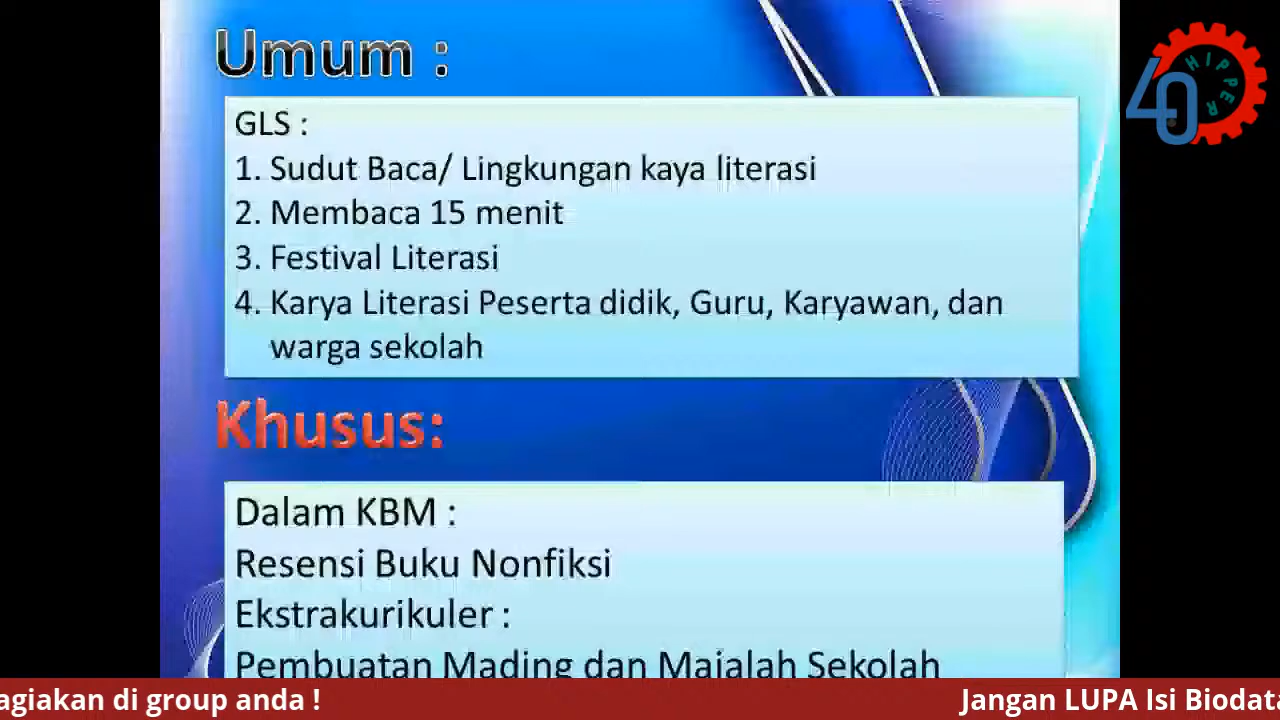 Umum :
GLS :
1. Sudut Baca/ Lingkungan kaya literasi
2. Membaca 15 menit
3. Festival Literasi
4. Karya Literasi Peserta didik, Guru, Karyawan, dan
warga sekolah
Khusus:
Dalam KBM :
Resensi Buku Nonfiksi
Ekstrakurikuler :
Pembuatan Mading dan Majalah Sekolah
agiakan di group anda ! Jangan LUPA Isi Biodata
40
HIPPER